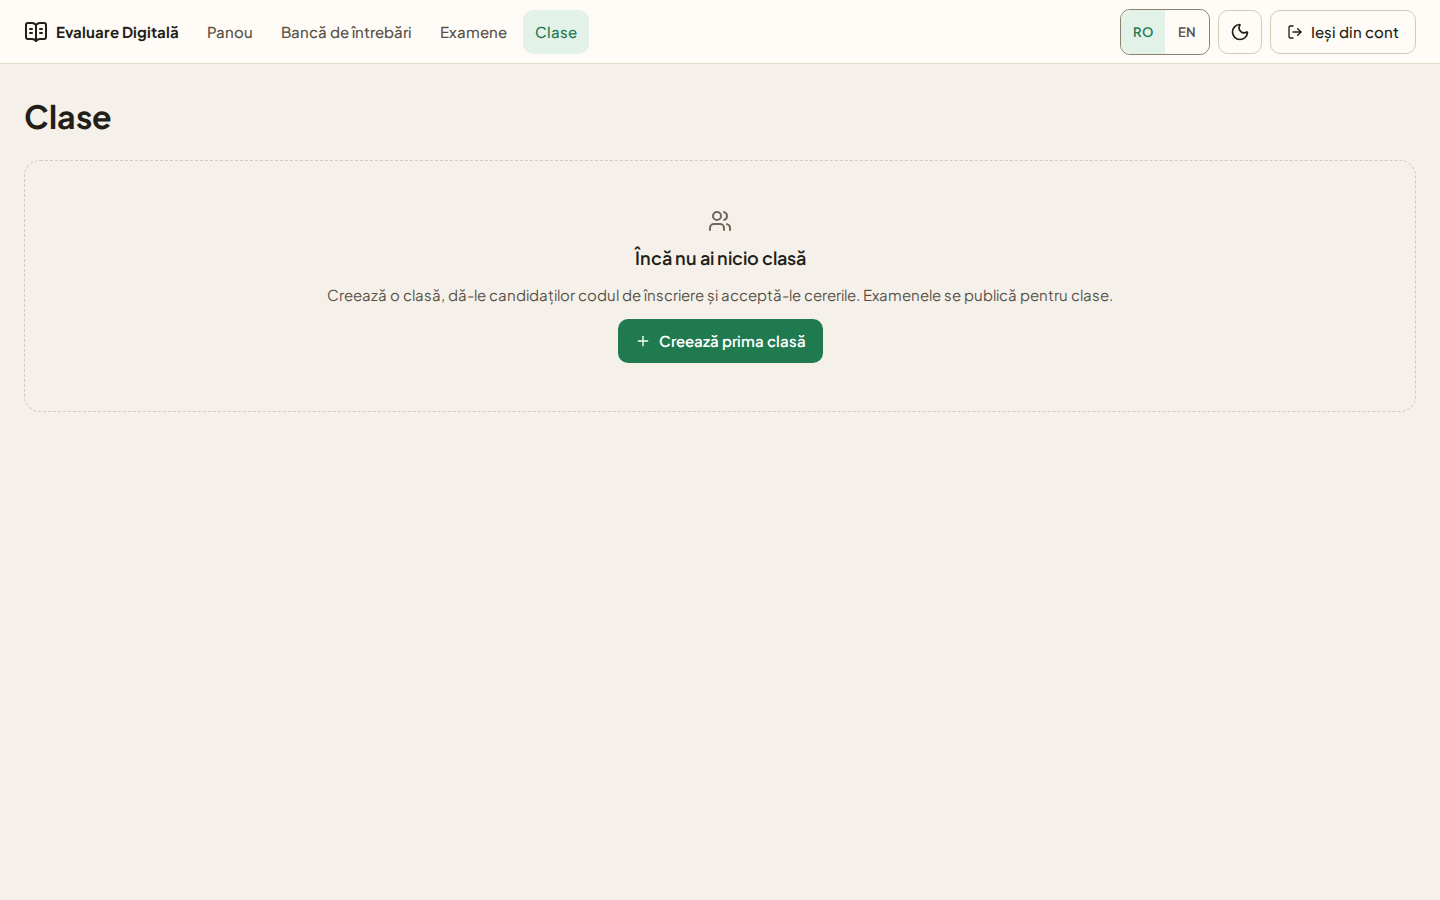 Evaluare Digitală
Panou
Bancă de întrebări
Examene
Clase
RO
EN
Ieși din cont
Clase
Încă nu ai nicio clasă
Creează o clasă, dă-le candidaților codul de înscriere și acceptă-le cererile. Examenele se publică pentru clase.
Creează prima clasă